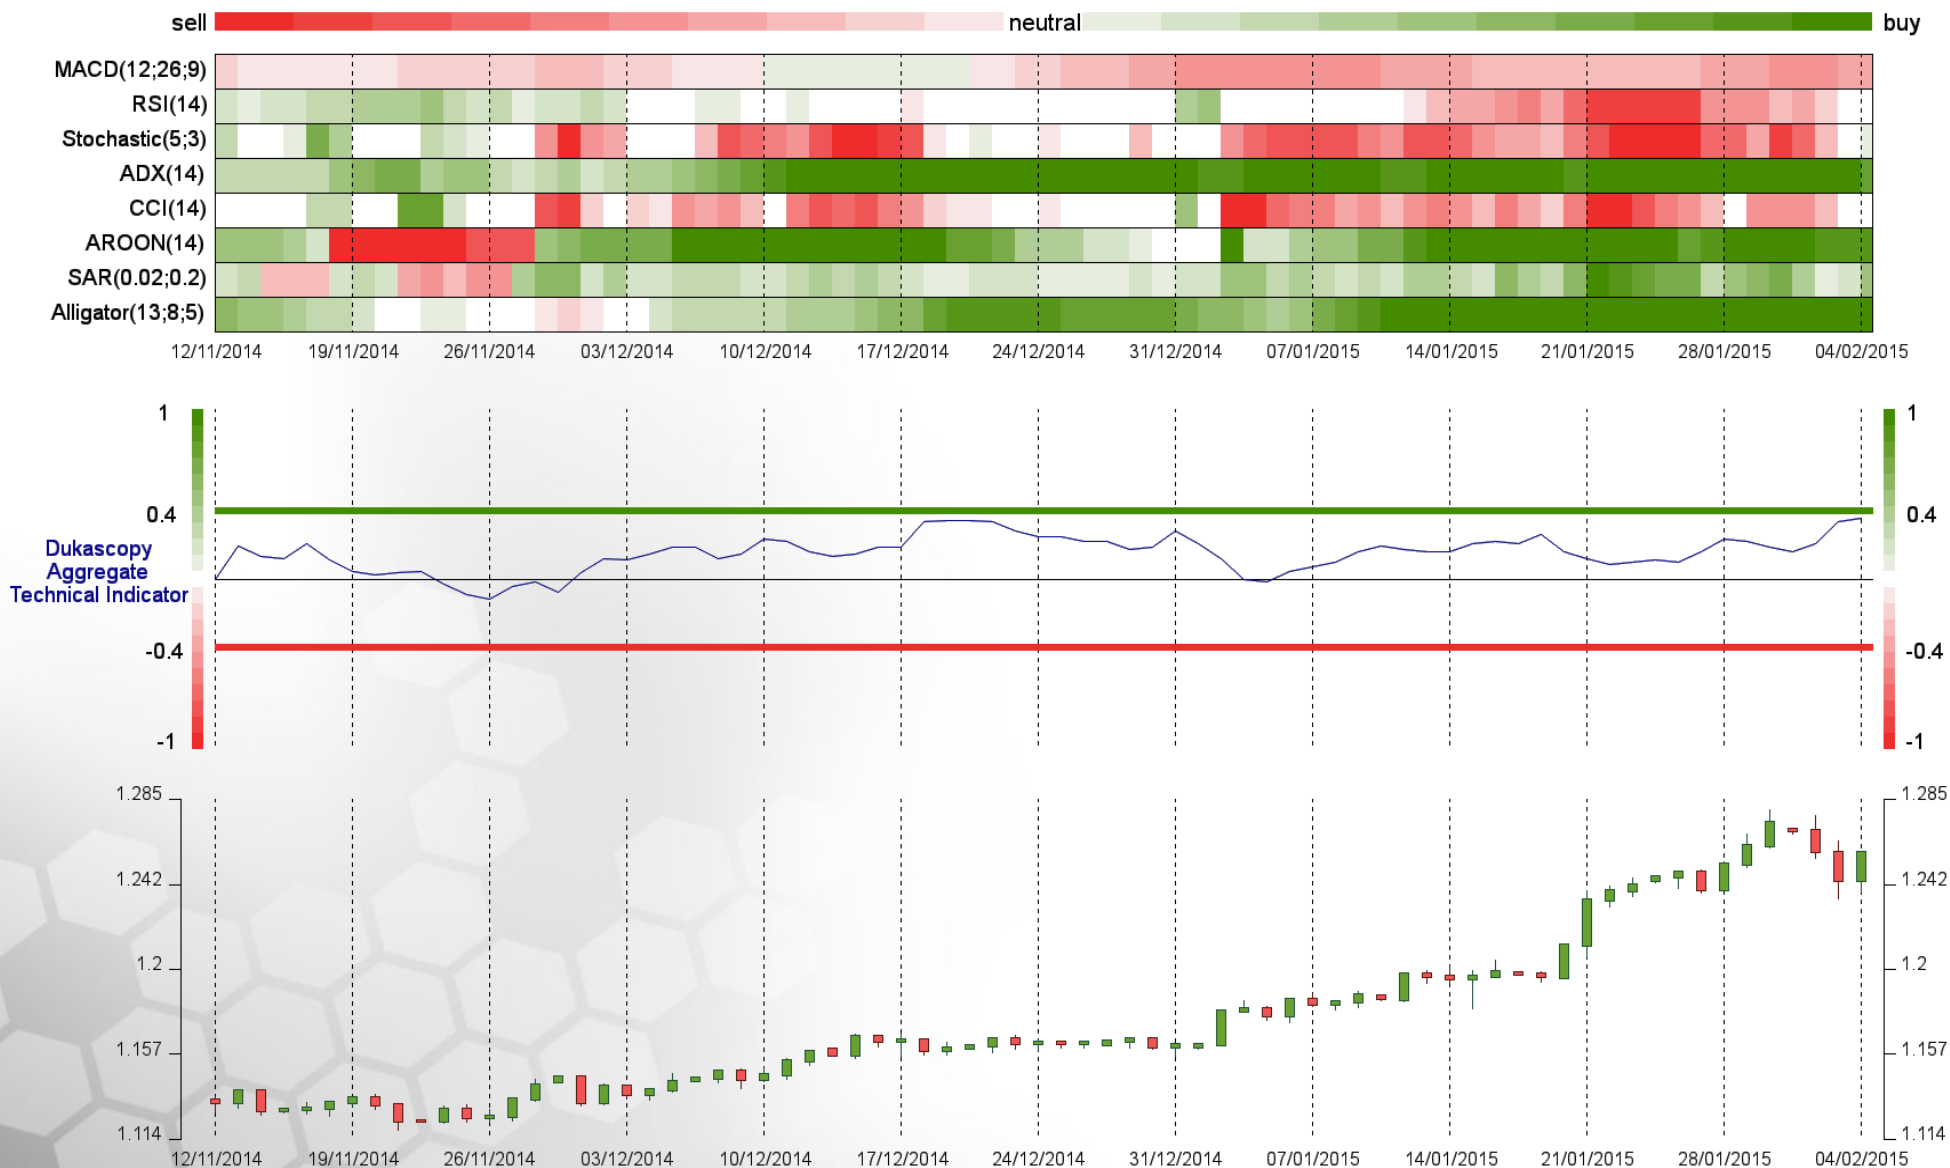 sell neutral buy
MACD(12;26;9)
RSI(14)
Stochastic(5;3)
ADX(14)
CCI(14)
AROON(14)
SAR(0.02;0.2)
Alligator(13;8;5)
12/11/2014 19/11/2014 26/11/2014 03/12/2014 10/12/2014 17/12/2014 24/12/2014 31/12/2014 07/01/2015 14/01/2015 21/01/2015 28/01/2015 04/02/2015
1 1
0.4 0.4
Dukascopy
Aggregate
Technical Indicator
-0.4 -0.4
-1 -1
1.285 1.285
1.242 1.242
1.2 1.2
1.157 1.157
1.114 1.114
12/11/2014 19/11/2014 26/11/2014 03/12/2014 10/12/2014 17/12/2014 24/12/2014 31/12/2014 07/01/2015 14/01/2015 21/01/2015 28/01/2015 04/02/2015